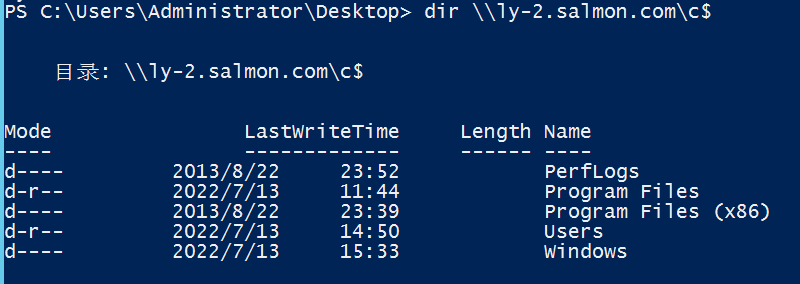 PS C:\Users\Administrator\Desktop> dir \\ly-2.salmon.com\c$
目录: \\ly-2.salmon.com\c$
Mode LastWriteTime Length Name
---- ------------- ------ ----
d---- 2013/8/22 23:52 PerfLogs
d-r-- 2022/7/13 11:44 Program Files
d---- 2013/8/22 23:39 Program Files (x86)
d-r-- 2022/7/13 14:50 Users
d---- 2022/7/13 15:33 Windows